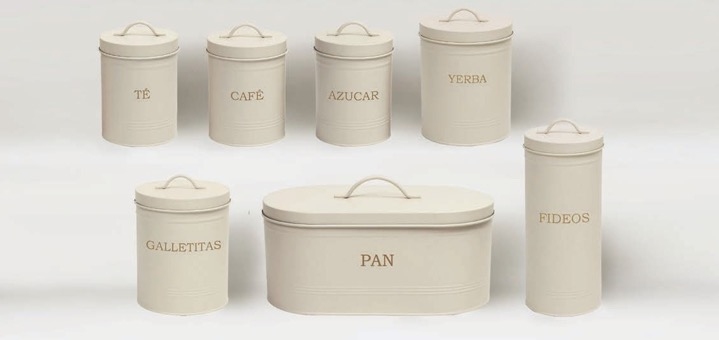 TÉ
CAFÉ
AZUCAR
YERBA
GALLETITAS
PAN
FIDEOS